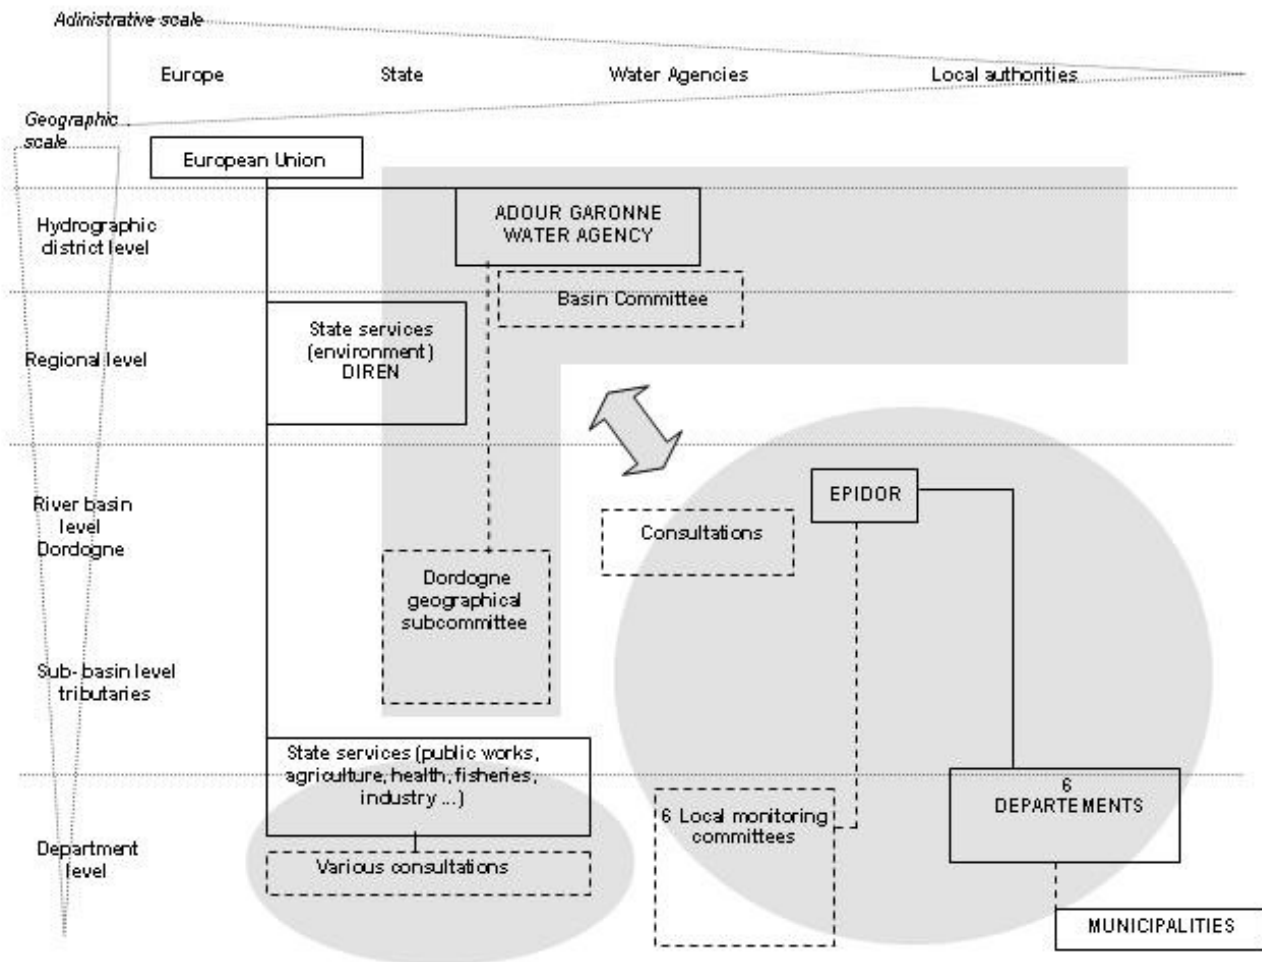 Adinistrative scale
Europe
State
Water Agencies
Local authorities
Geographic
scale
European Union
Hydrographic
district level
ADOUR GARONNE
WATER AGENCY
Basin Committee
State services
(environment)
DIREN
Regional level
EPIDOR
River basin
level
Dordogne
Consultations
Dordogne
geographical
subcommittee
Sub- basin level
tributaries
State services (public works,
agriculture, health, fisheries,
industry ...)
6
DEPARTEMENTS
6 Local monitoring
committees
Department
level
Various consultations
MUNICIPALITIES